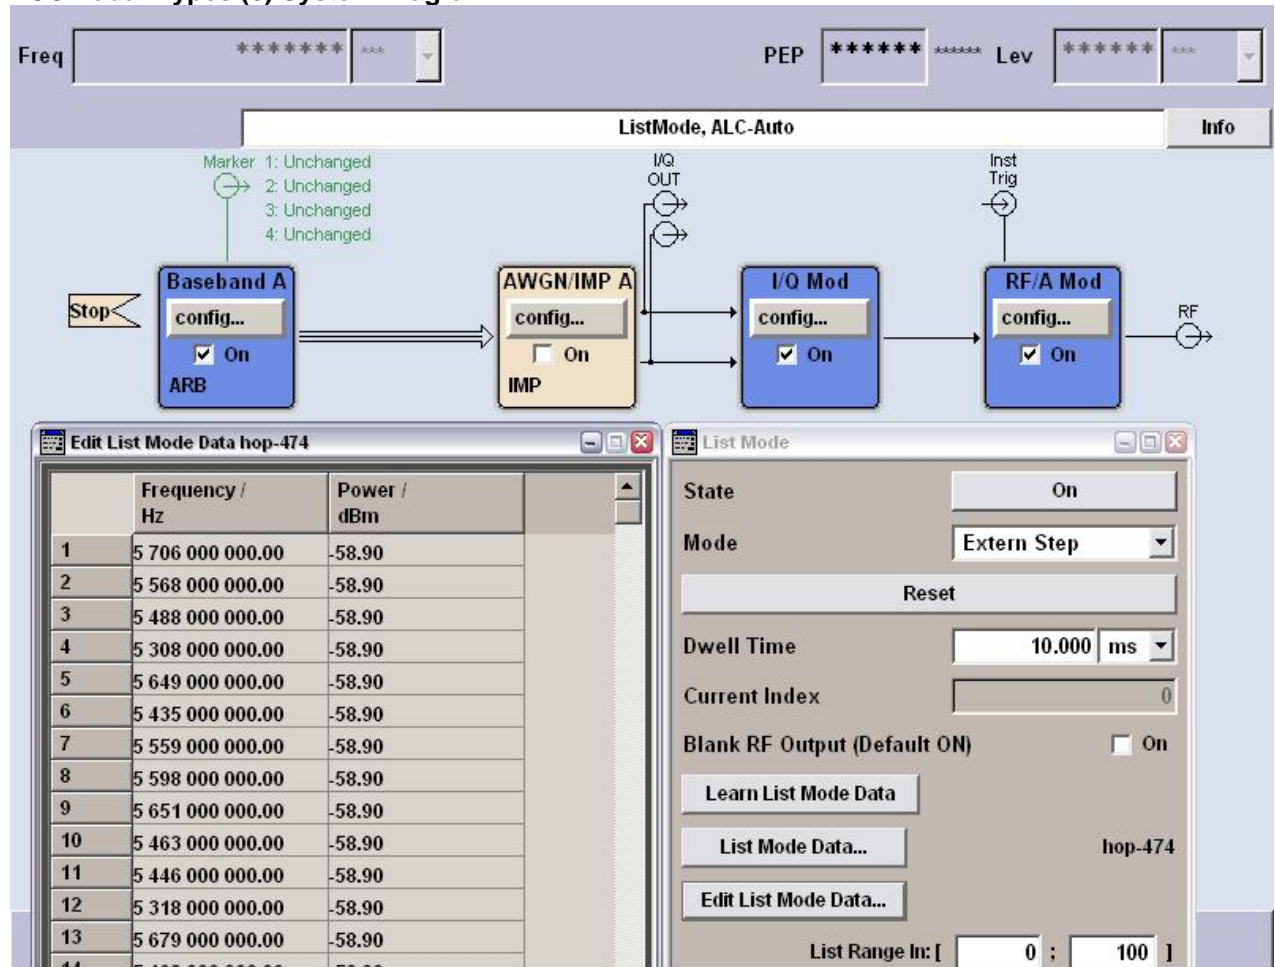 Freq ******* *** PEP ****** ****** Lev ****** ***
ListMode, ALC-Auto Info
Marker 1: Unchanged
2: Unchanged
3: Unchanged
4: Unchanged
I/Q
OUT
Inst
Trig
Stop
Baseband A
config...
On
ARB
AWGN/IMP A
config...
On
IMP
I/Q Mod
config...
On
RF/A Mod
config...
On
RF
Edit List Mode Data hop-474
Frequency / Power /
Hz dBm
1 5 706 000 000.00 -58.90
2 5 568 000 000.00 -58.90
3 5 488 000 000.00 -58.90
4 5 308 000 000.00 -58.90
5 5 649 000 000.00 -58.90
6 5 435 000 000.00 -58.90
7 5 559 000 000.00 -58.90
8 5 598 000 000.00 -58.90
9 5 651 000 000.00 -58.90
10 5 463 000 000.00 -58.90
11 5 446 000 000.00 -58.90
12 5 318 000 000.00 -58.90
13 5 679 000 000.00 -58.90
List Mode
State On
Mode Extern Step
Reset
Dwell Time 10.000 ms
Current Index 0
Blank RF Output (Default ON) On
Learn List Mode Data
List Mode Data... hop-474
Edit List Mode Data...
List Range In: [ 0 ; 100 ]